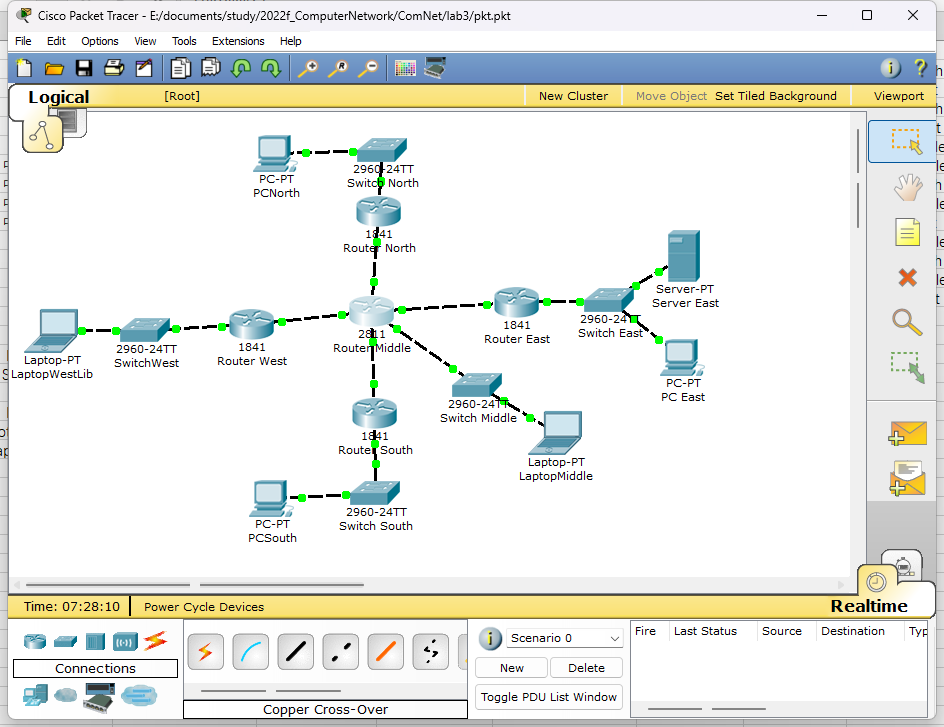 Cisco Packet Tracer - E:/documents/study/2022f_ComputerNetwork/ComNet/lab3/pkt.pkt
File Edit Options View Tools Extensions Help
Logical [Root] New Cluster Move Object Set Tiled Background Viewport
2960-24TT
Switch North
PC-PT
PCNorth
1841
Router North
Server-PT
Server East
2811
Router Middle
1841
Router East
2960-24TT
Switch East
1841
Router West
2960-24TT
SwitchWest
Laptop-PT
LaptopWestLib
PC-PT
PC East
2960-24TT
Switch Middle
1841
Router South
Laptop-PT
LaptopMiddle
2960-24TT
Switch South
PC-PT
PCSouth
Time: 07:28:10 Power Cycle Devices Realtime
Scenario 0
Fire Last Status Source Destination Typ
Connections
New Delete
Toggle PDU List Window
Copper Cross-Over